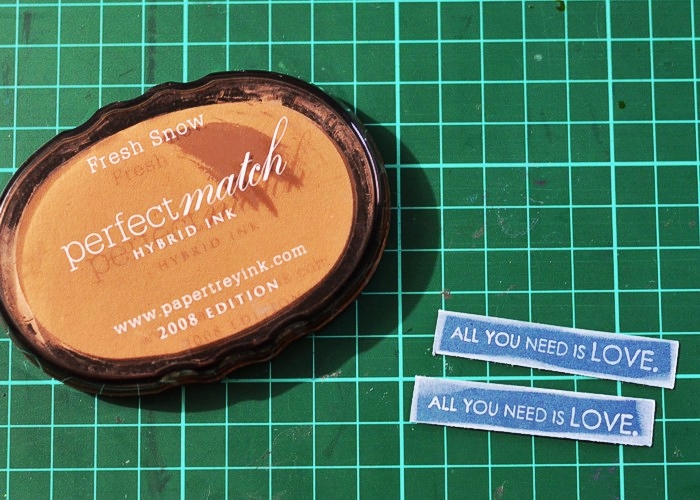 Fresh Snow
perfect match
HYBRID INK
www.papertreyink.com
2008 EDITION
ALL YOU NEED IS LOVE.
ALL YOU NEED IS LOVE.